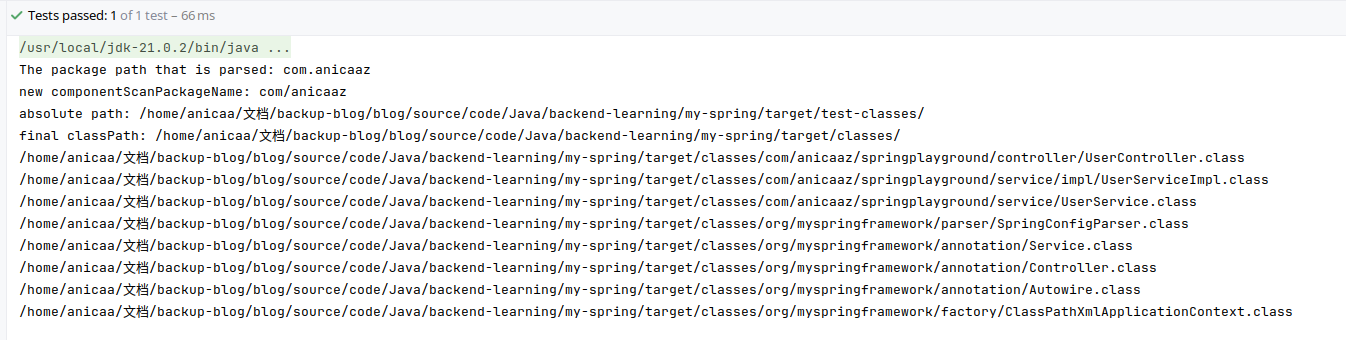 Tests passed: 1 of 1 test – 66 ms
/usr/local/jdk-21.0.2/bin/java ...
The package path that is parsed: com.anicaaz
new componentScanPackageName: com/anicaaz
absolute path: /home/anicaa/文档/backup-blog/blog/source/code/Java/backend-learning/my-spring/target/test-classes/
final classPath: /home/anicaa/文档/backup-blog/blog/source/code/Java/backend-learning/my-spring/target/classes/
/home/anicaa/文档/backup-blog/blog/source/code/Java/backend-learning/my-spring/target/classes/com/anicaaz/springplayground/controller/UserController.class
/home/anicaa/文档/backup-blog/blog/source/code/Java/backend-learning/my-spring/target/classes/com/anicaaz/springplayground/service/impl/UserServiceImpl.class
/home/anicaa/文档/backup-blog/blog/source/code/Java/backend-learning/my-spring/target/classes/com/anicaaz/springplayground/service/UserService.class
/home/anicaa/文档/backup-blog/blog/source/code/Java/backend-learning/my-spring/target/classes/org/myspringframework/parser/SpringConfigParser.class
/home/anicaa/文档/backup-blog/blog/source/code/Java/backend-learning/my-spring/target/classes/org/myspringframework/annotation/Service.class
/home/anicaa/文档/backup-blog/blog/source/code/Java/backend-learning/my-spring/target/classes/org/myspringframework/annotation/Controller.class
/home/anicaa/文档/backup-blog/blog/source/code/Java/backend-learning/my-spring/target/classes/org/myspringframework/annotation/Autowire.class
/home/anicaa/文档/backup-blog/blog/source/code/Java/backend-learning/my-spring/target/classes/org/myspringframework/factory/ClassPathXmlApplicationContext.class